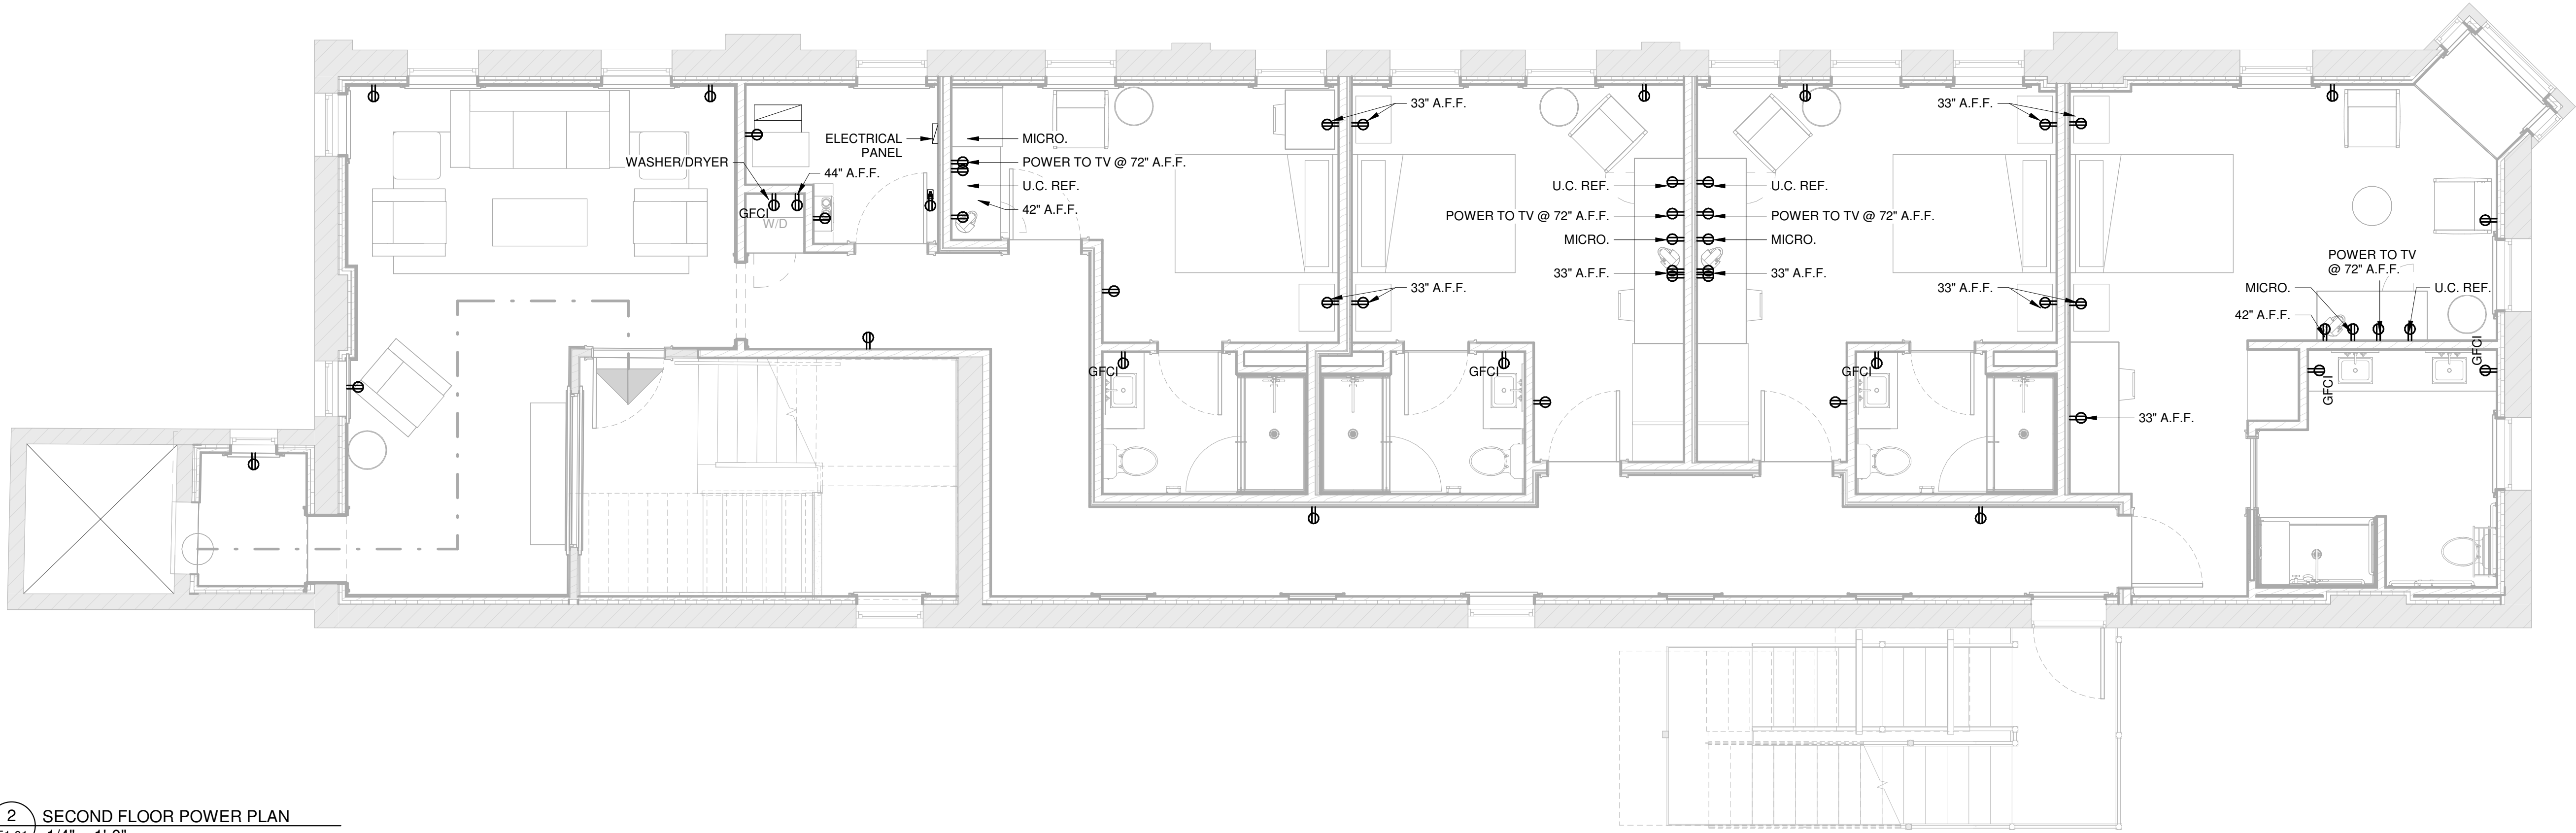 33" A.F.F.
33" A.F.F.
ELECTRICAL
PANEL
MICRO.
WASHER/DRYER
POWER TO TV @ 72" A.F.F.
44" A.F.F.
U.C. REF.
U.C. REF.
U.C. REF.
GFCI
42" A.F.F.
W/D
POWER TO TV @ 72" A.F.F.
POWER TO TV @ 72" A.F.F.
MICRO.
MICRO.
33" A.F.F.
33" A.F.F.
POWER TO TV
@ 72" A.F.F.
33" A.F.F.
33" A.F.F.
MICRO.
U.C. REF.
42" A.F.F.
GFCI
GFCI
GFCI
GFCI
GFCI
33" A.F.F.
2
SECOND FLOOR POWER PLAN